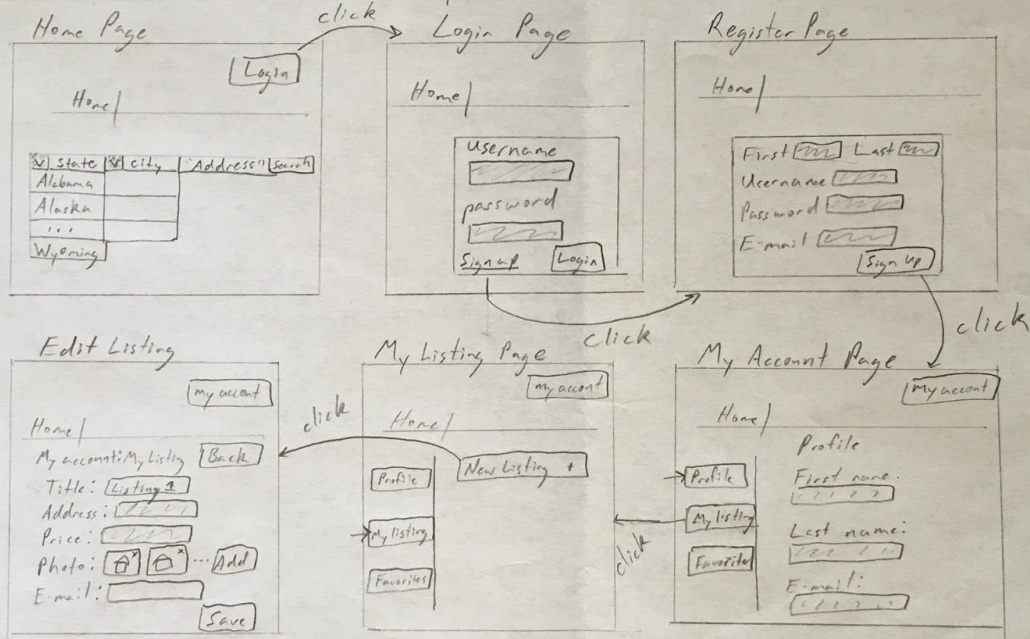 Home Page
click
Login
Home/
State City "Address" Search
Alabama
Alaska
...
Wyoming
Login Page
Home/
Username
password
Sign up Login
click
Register Page
Home/
First Last
Username
Password
E-mail
Sign Up
click
Edit Listing
my accont
Home/
My account:My Listing Back
Title: Listing 1
Address:
Price:
Photo: ... Add
E-mail:
Save
click
My Listing Page
my accont
Home/
New Listing +
Profile
My listing
Favorites
click
My Account Page
my accont
Home/
Profile
Profile
First name:
My listing
Last name:
Favorites
E-mail: